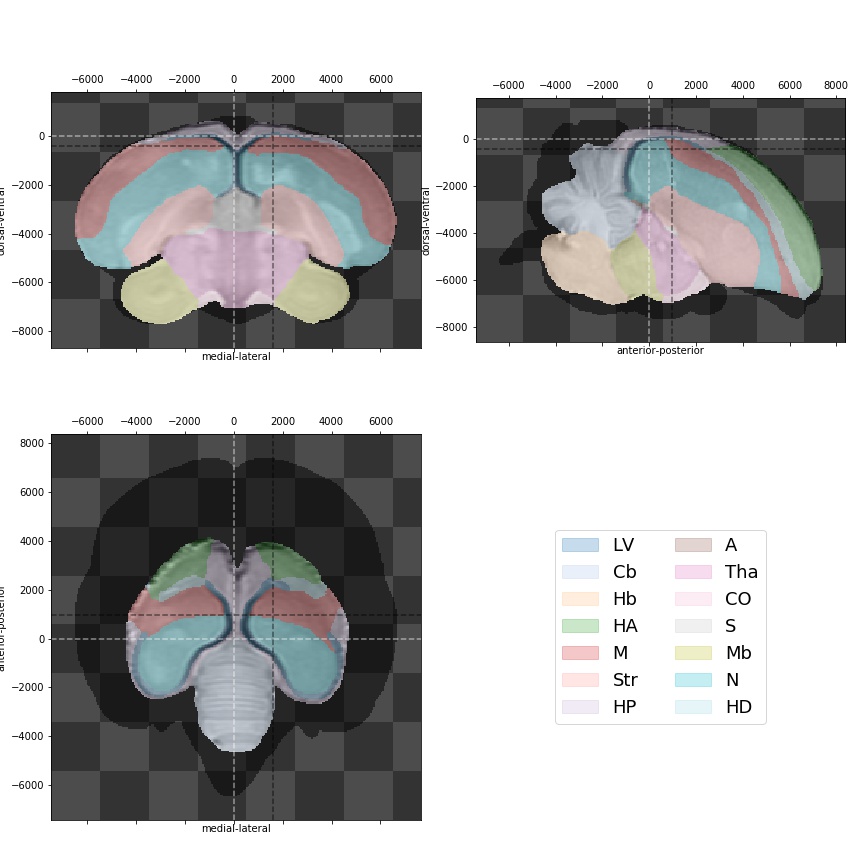 −6000 −4000 −2000 0 2000 4000 6000
0
−2000
−4000
−6000
−8000
dorsal-ventral
medial-lateral
−6000 −4000 −2000 0 2000 4000 6000 8000
0
−2000
−4000
−6000
−8000
dorsal-ventral
anterior-posterior
−6000 −4000 −2000 0 2000 4000 6000
8000
6000
4000
2000
0
−2000
−4000
−6000
anterior-posterior
medial-lateral
LV A
Cb Tha
Hb CO
HA S
M Mb
Str N
HP HD